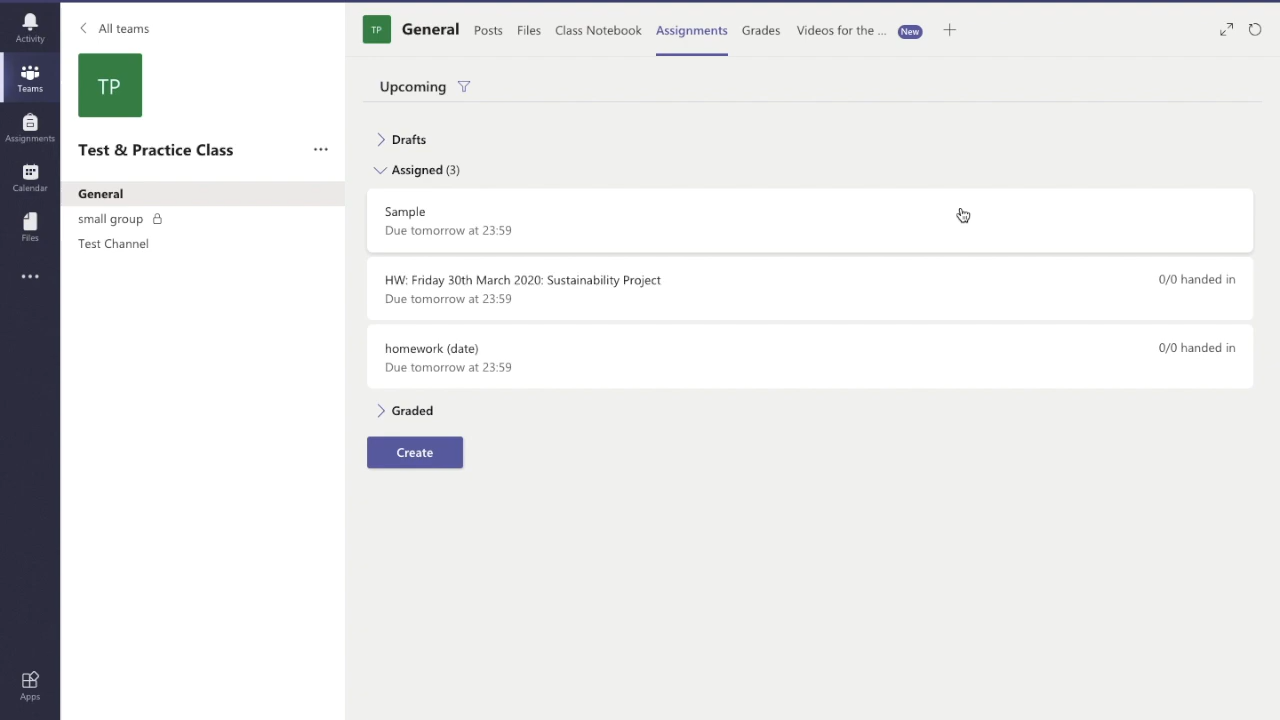 Activity
Teams
Assignments
Calendar
Files
Apps
All teams
TP
Test & Practice Class
General
small group
Test Channel
TP
General
Posts
Files
Class Notebook
Assignments
Grades
Videos for the ...
New
Upcoming
Drafts
Assigned (3)
Sample
Due tomorrow at 23:59
HW: Friday 30th March 2020: Sustainability Project
0/0 handed in
Due tomorrow at 23:59
homework (date)
0/0 handed in
Due tomorrow at 23:59
Graded
Create